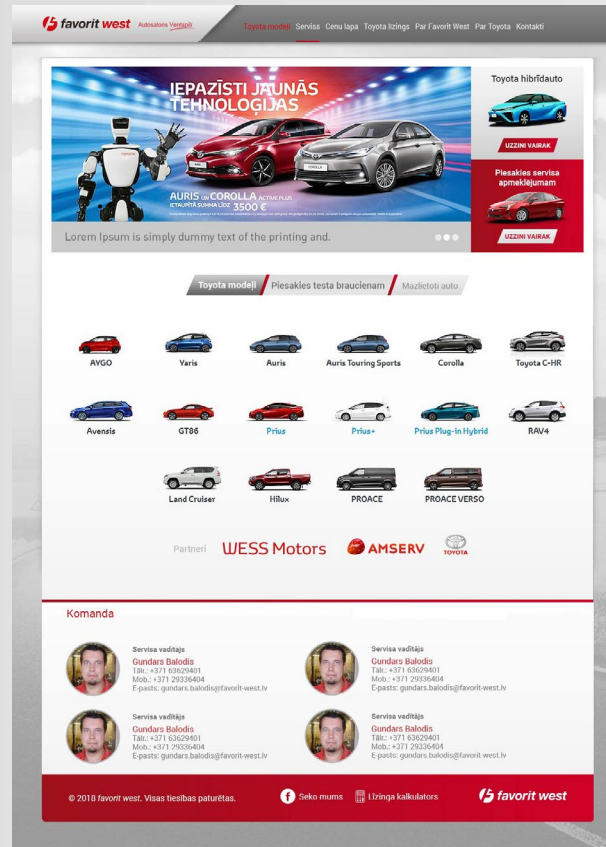 favorit west Autosalons Ventspilī
Toyota modeļi Serviss Cenu lapa Toyota līzings Par Favorit West Par Toyota Kontakti
IEPAZĪSTI JAUNĀS
TEHNOLOĢIJAS
AURIS UN COROLLA ACTIVE PLUS
IETAUPĪTĀ SUMMA LĪDZ 3500 €
Lorem Ipsum is simply dummy text of the printing and.
Toyota hibrīdauto
UZZINI VAIRAK
Piesakies servisa
apmeklējumam
UZZINI VAIRAK
Toyota modeļi Piesakies testa braucienam Mazlietoti auto
AYGO Yaris Auris Auris Touring Sports Corolla Toyota C-HR
Avensis GT86 Prius Prius+ Prius Plug-in Hybrid RAV4
Land Cruiser Hilux PROACE PROACE VERSO
Partneri WESS Motors AMSERV TOYOTA
Komanda
Servisa vadītājs
Gundars Balodis
Tālr.: +371 63629401
Mob.: +371 29336404
E-pasts: gundars.balodis@favorit-west.lv
Servisa vadītājs
Gundars Balodis
Tālr.: +371 63629401
Mob.: +371 29336404
E-pasts: gundars.balodis@favorit-west.lv
Servisa vadītājs
Gundars Balodis
Tālr.: +371 63629401
Mob.: +371 29336404
E-pasts: gundars.balodis@favorit-west.lv
Servisa vadītājs
Gundars Balodis
Tālr.: +371 63629401
Mob.: +371 29336404
E-pasts: gundars.balodis@favorit-west.lv
© 2018 favorit west. Visas tiesības paturētas. Seko mums Līzinga kalkulators favorit west